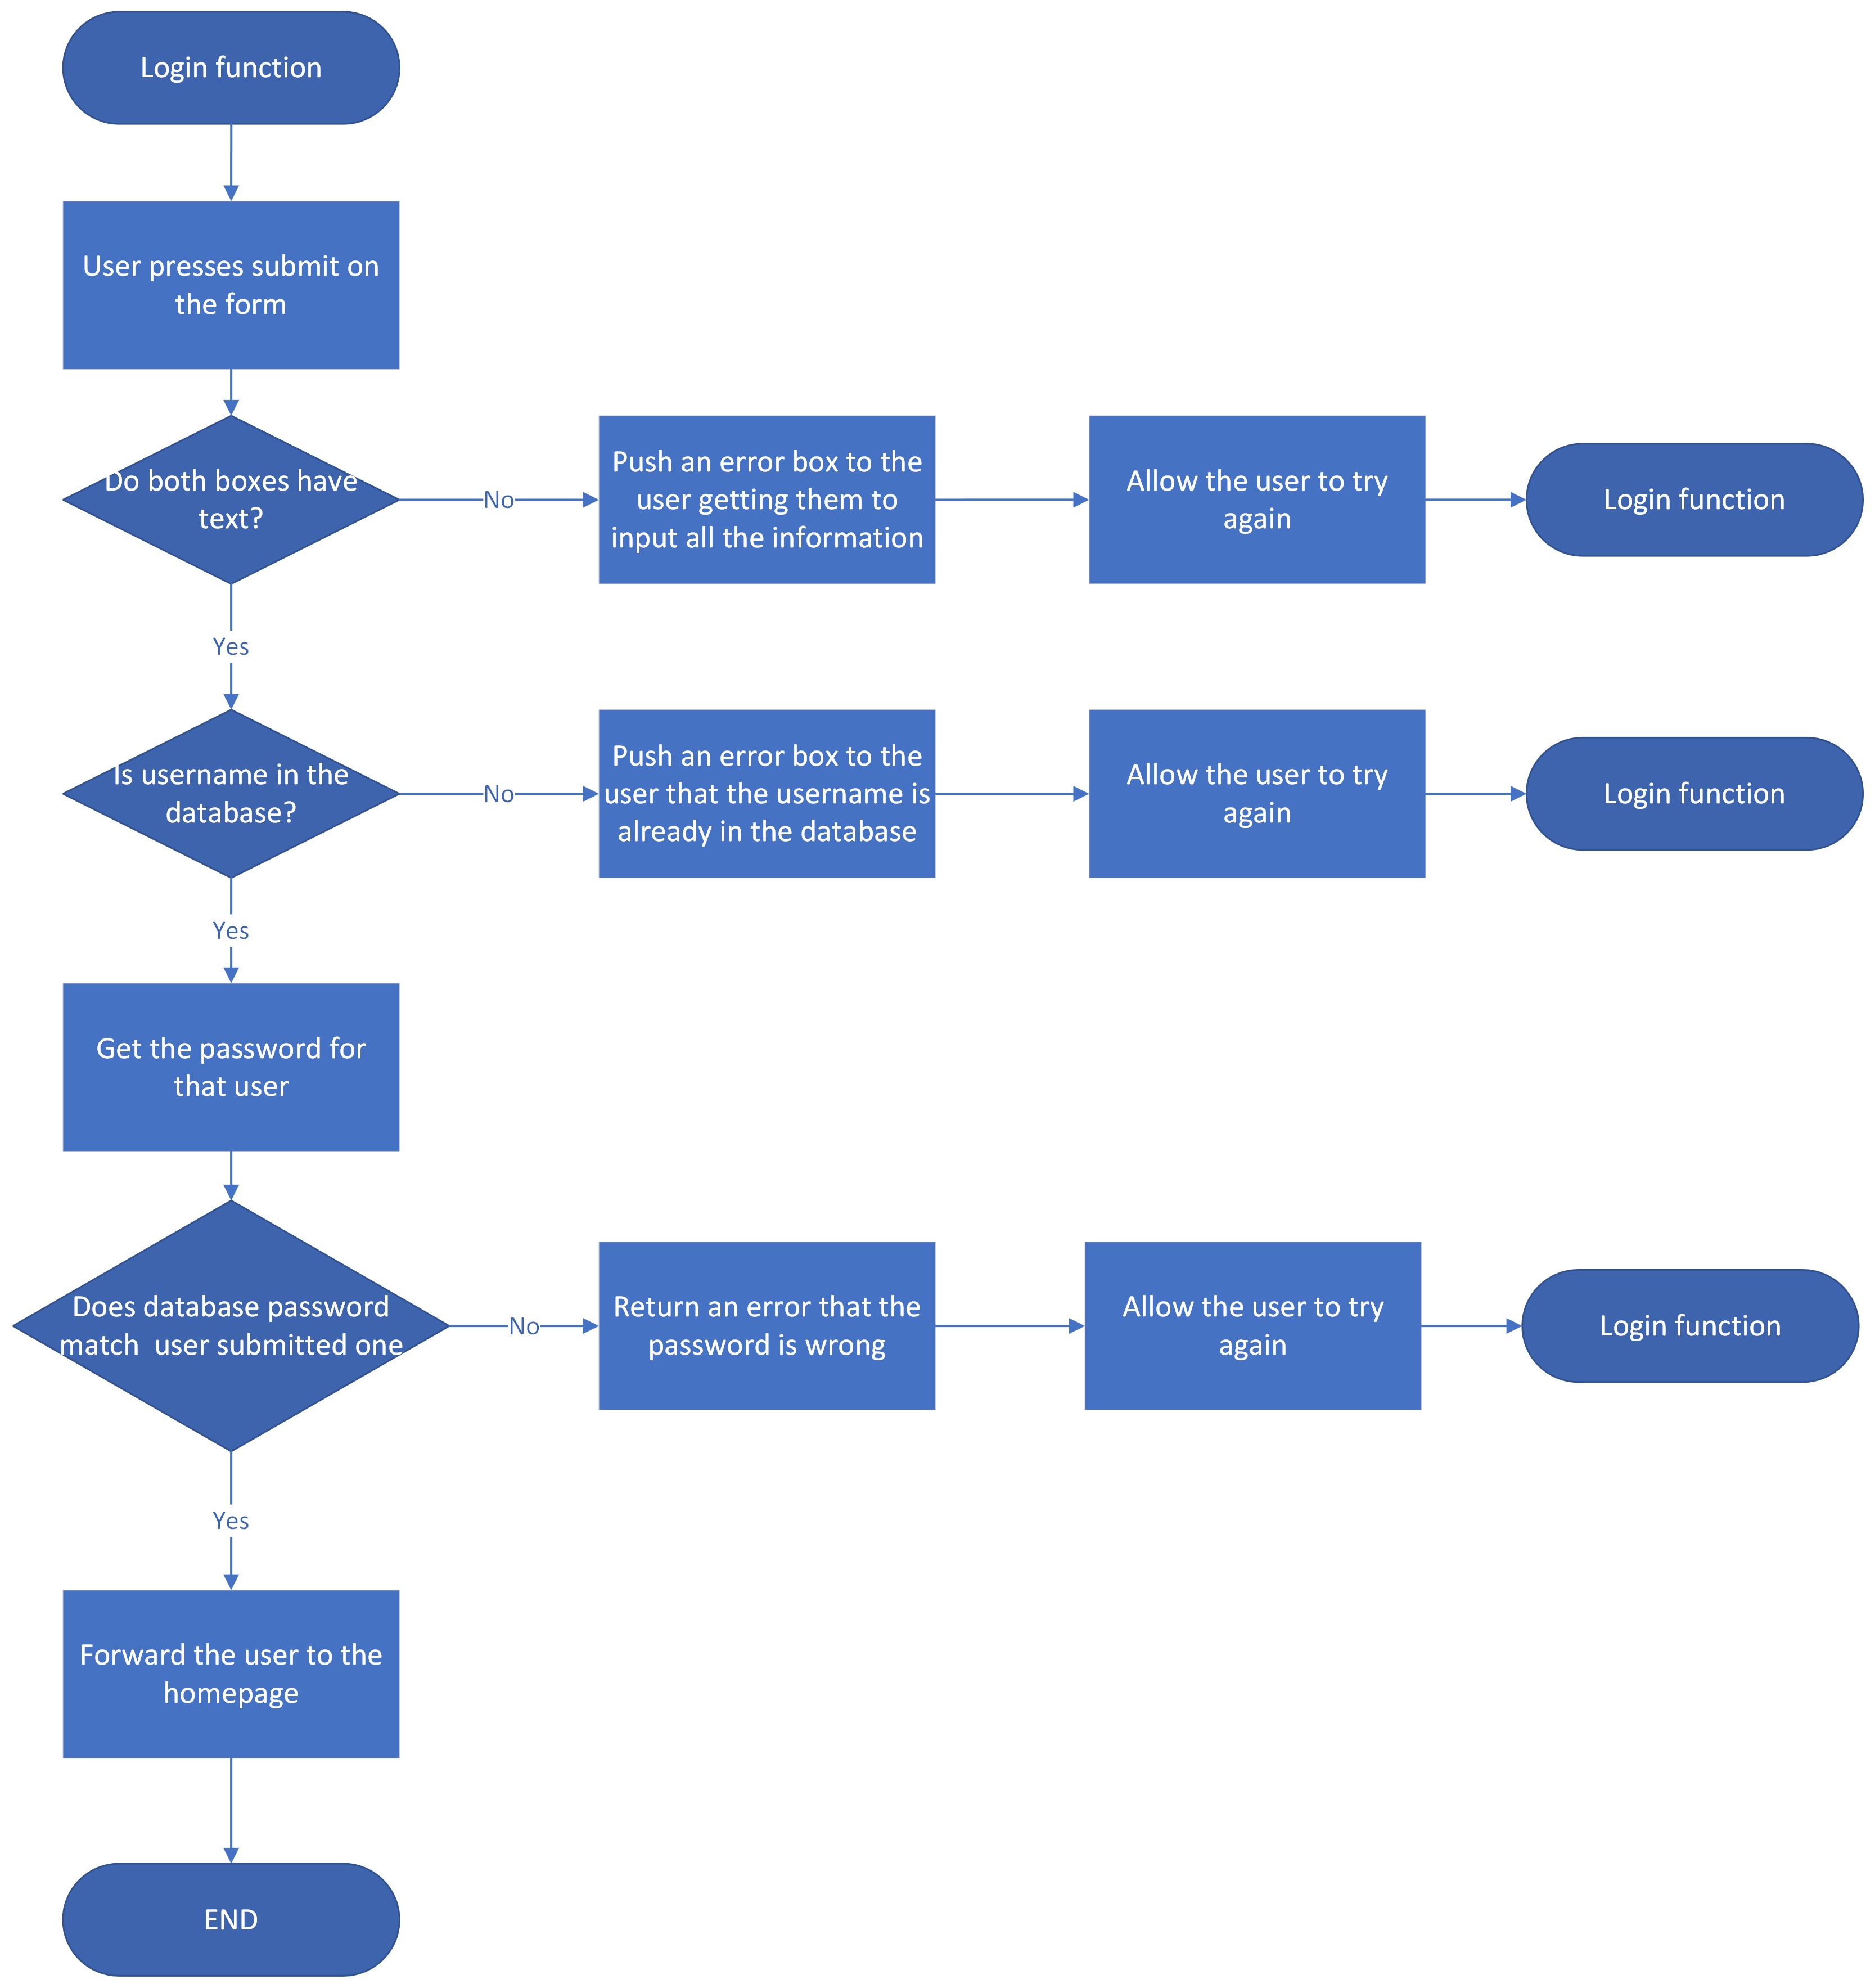 Login function
User presses submit on
the form
Do both boxes have
text?
No
Push an error box to the
user getting them to
input all the information
Allow the user to try
again
Login function
Yes
Is username in the
database?
No
Push an error box to the
user that the username is
already in the database
Allow the user to try
again
Login function
Yes
Get the password for
that user
Does database password
match  user submitted one
No
Return an error that the
password is wrong
Allow the user to try
again
Login function
Yes
Forward the user to the
homepage
END